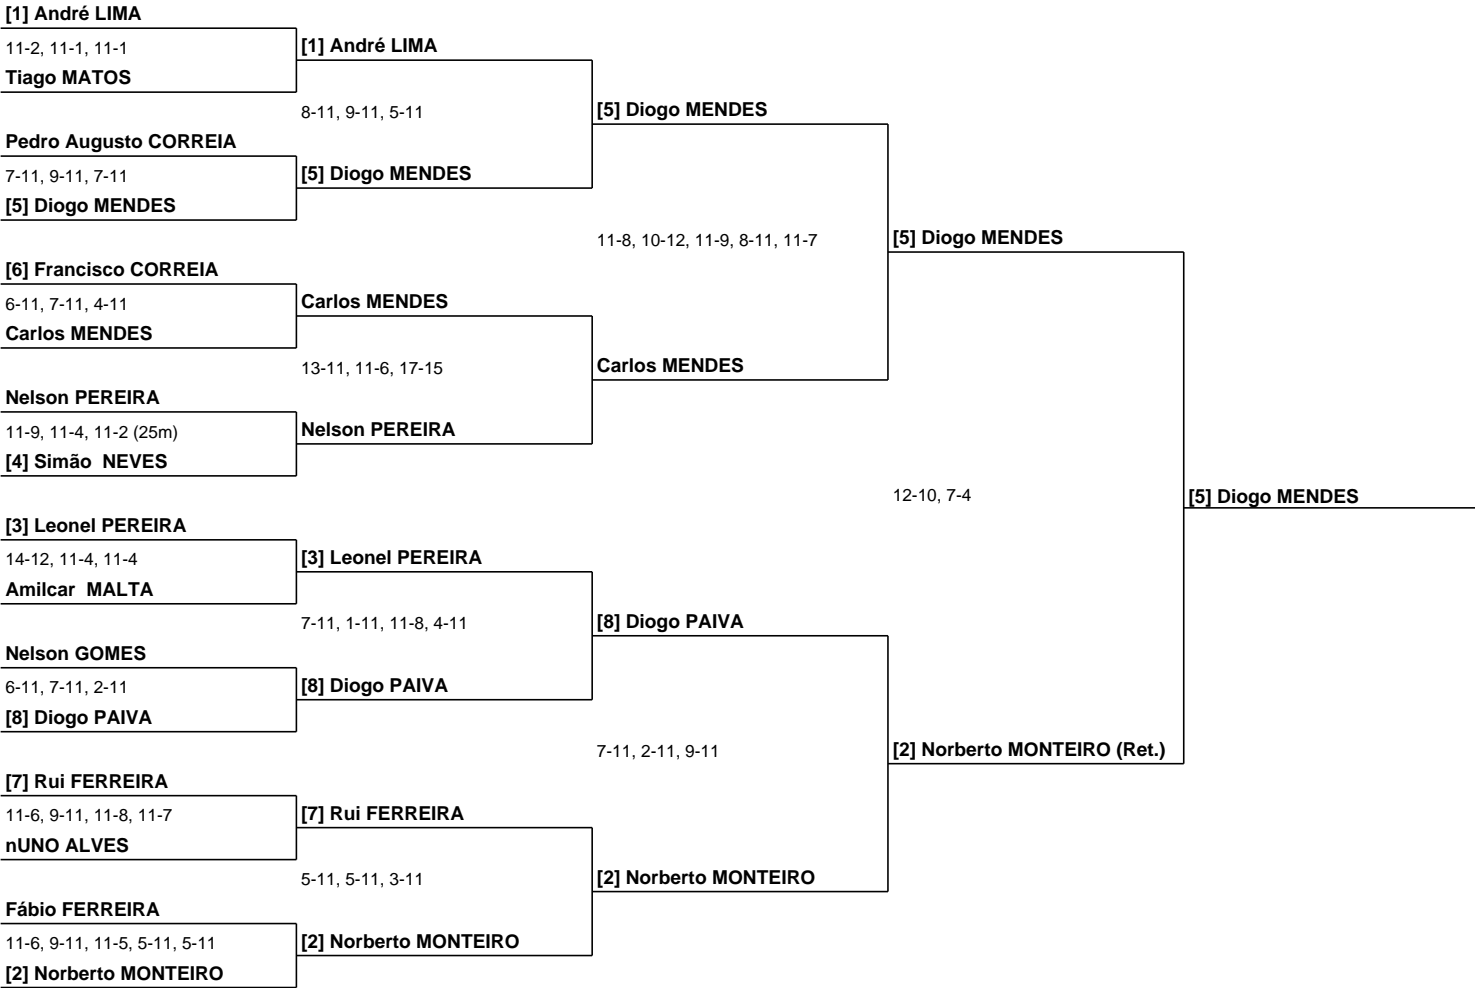 [1] André LIMA
11-2, 11-1, 11-1
Tiago MATOS
Pedro Augusto CORREIA
7-11, 9-11, 7-11
[5] Diogo MENDES
[6] Francisco CORREIA
6-11, 7-11, 4-11
Carlos MENDES
Nelson PEREIRA
11-9, 11-4, 11-2 (25m)
[4] Simão  NEVES
[3] Leonel PEREIRA
14-12, 11-4, 11-4
Amilcar  MALTA
Nelson GOMES
6-11, 7-11, 2-11
[8] Diogo PAIVA
[7] Rui FERREIRA
11-6, 9-11, 11-8, 11-7
nUNO ALVES
Fábio FERREIRA
11-6, 9-11, 11-5, 5-11, 5-11
[2] Norberto MONTEIRO
[1] André LIMA
8-11, 9-11, 5-11
[5] Diogo MENDES
Carlos MENDES
13-11, 11-6, 17-15
Nelson PEREIRA
[3] Leonel PEREIRA
7-11, 1-11, 11-8, 4-11
[8] Diogo PAIVA
[7] Rui FERREIRA
5-11, 5-11, 3-11
[2] Norberto MONTEIRO
[5] Diogo MENDES
11-8, 10-12, 11-9, 8-11, 11-7
Carlos MENDES
[8] Diogo PAIVA
7-11, 2-11, 9-11
[2] Norberto MONTEIRO
[5] Diogo MENDES
12-10, 7-4
[2] Norberto MONTEIRO (Ret.)
[5] Diogo MENDES